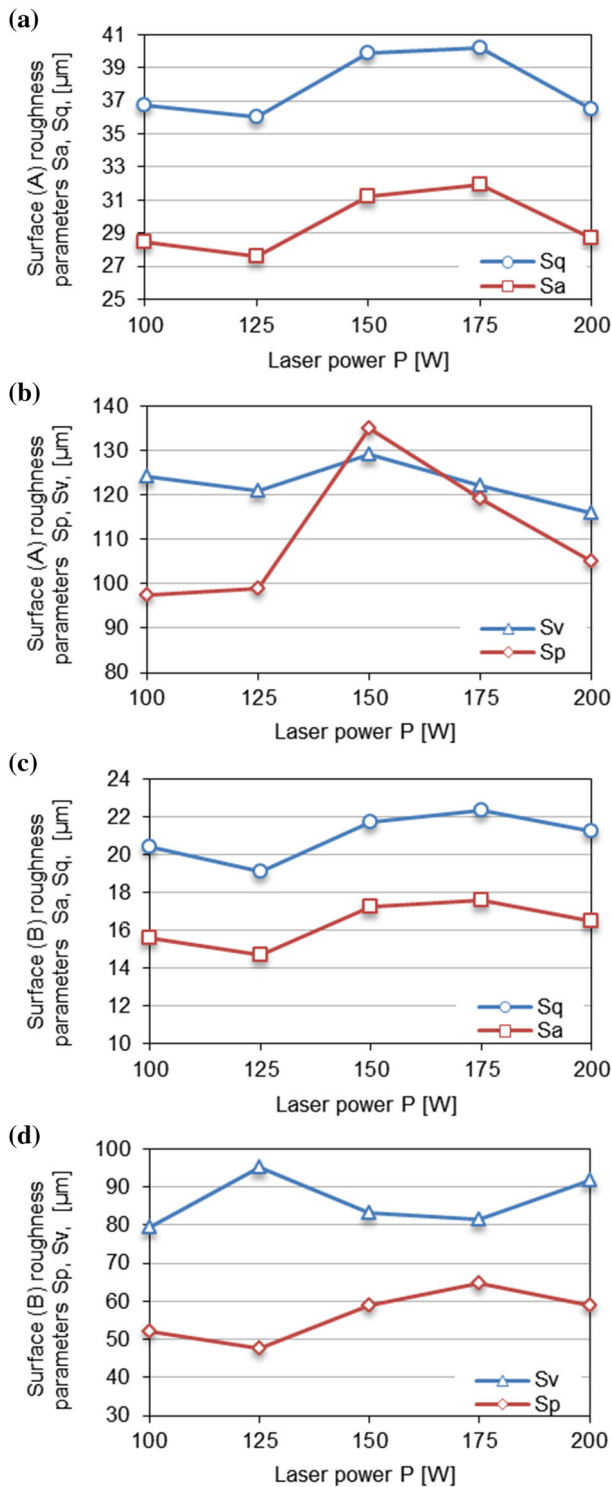 (a)
Surface (A) roughness
parameters Sa, Sq, [µm]
41
39
37
35
33
31
29
27
25
Sq
Sa
100 125 150 175 200
Laser power P [W]
(b)
Surface (A) roughness
parameters Sp, Sv, [µm]
140
130
120
110
100
90
80
Sv
Sp
100 125 150 175 200
Laser power P [W]
(c)
Surface (B) roughness
parameters Sa, Sq, [µm]
24
22
20
18
16
14
12
10
Sq
Sa
100 125 150 175 200
Laser power P [W]
(d)
Surface (B) roughness
parameters Sp, Sv, [µm]
100
90
80
70
60
50
40
30
Sv
Sp
100 125 150 175 200
Laser power P [W]